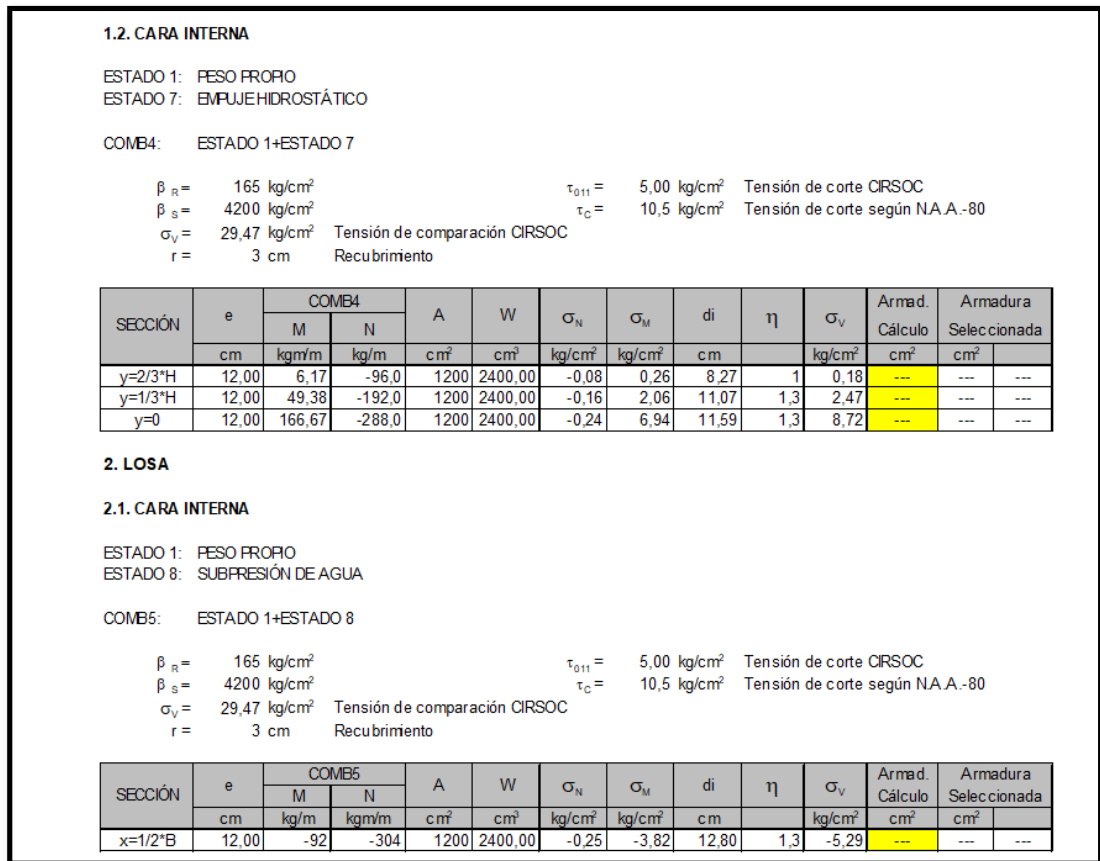 1.2. CARA INTERNA
ESTADO 1: PESO PROPIO
ESTADO 7: EMPUJE HIDROSTÁTICO
COMB4: ESTADO 1+ESTADO 7
β R = 165 kg/cm² τ011 = 5,00 kg/cm² Tensión de corte CIRSOC
β S = 4200 kg/cm² τC = 10,5 kg/cm² Tensión de corte según N.A.A.-80
σV = 29,47 kg/cm² Tensión de comparación CIRSOC
r = 3 cm Recubrimiento
SECCIÓN e COMB4 A W σN σM di η σV Armad. Armadura
M N Cálculo Seleccionada
cm kgm/m kg/m cm² cm³ kg/cm² kg/cm² cm kg/cm² cm² cm²
y=2/3*H 12,00 6,17 -96,0 1200 2400,00 -0,08 0,26 8,27 1 0,18 --- --- ---
y=1/3*H 12,00 49,38 -192,0 1200 2400,00 -0,16 2,06 11,07 1,3 2,47 --- --- ---
y=0 12,00 166,67 -288,0 1200 2400,00 -0,24 6,94 11,59 1,3 8,72 --- --- ---
2. LOSA
2.1. CARA INTERNA
ESTADO 1: PESO PROPIO
ESTADO 8: SUBPRESIÓN DE AGUA
COMB5: ESTADO 1+ESTADO 8
β R = 165 kg/cm² τ011 = 5,00 kg/cm² Tensión de corte CIRSOC
β S = 4200 kg/cm² τC = 10,5 kg/cm² Tensión de corte según N.A.A.-80
σV = 29,47 kg/cm² Tensión de comparación CIRSOC
r = 3 cm Recubrimiento
SECCIÓN e COMB5 A W σN σM di η σV Armad. Armadura
M N Cálculo Seleccionada
cm kg/m kgm/m cm² cm³ kg/cm² kg/cm² cm kg/cm² cm² cm²
x=1/2*B 12,00 -92 -304 1200 2400,00 -0,25 -3,82 12,80 1,3 -5,29 --- --- ---